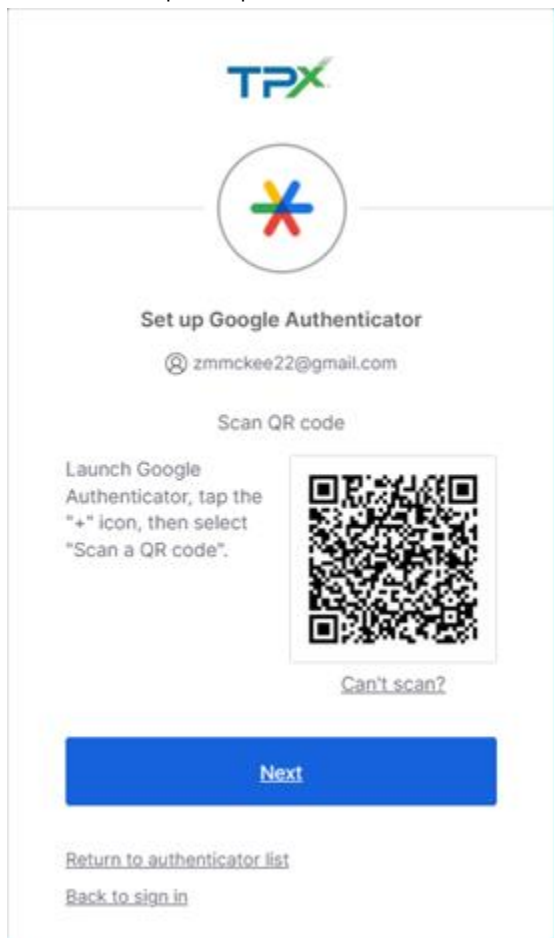 TPX
Set up Google Authenticator
zmmckee22@gmail.com
Scan QR code
Launch Google
Authenticator, tap the
"+" icon, then select
"Scan a QR code".
Can't scan?
Next
Return to authenticator list
Back to sign in